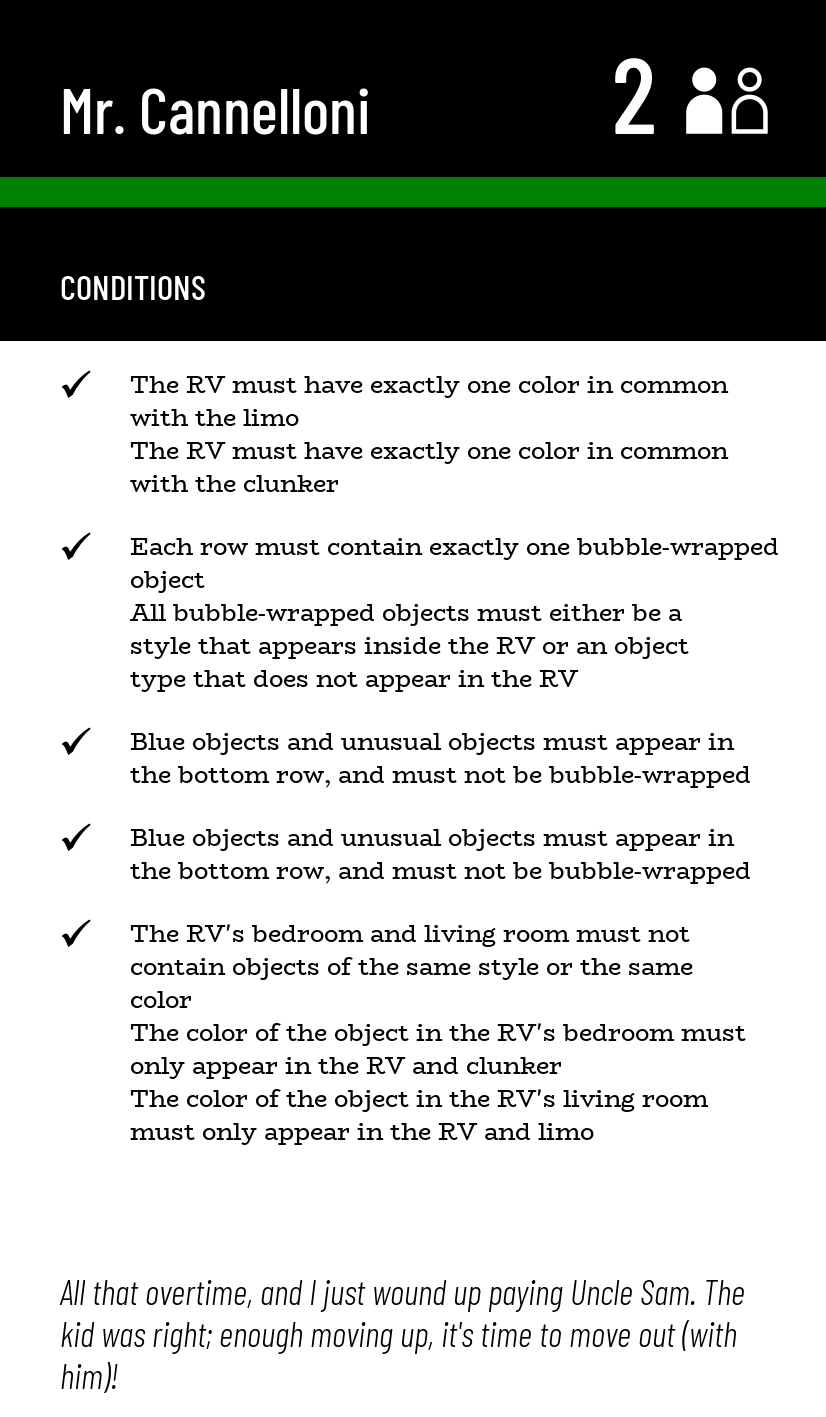 Mr. Cannelloni
2
CONDITIONS
The RV must have exactly one color in common
with the limo
The RV must have exactly one color in common
with the clunker
Each row must contain exactly one bubble-wrapped
object
All bubble-wrapped objects must either be a
style that appears inside the RV or an object
type that does not appear in the RV
Blue objects and unusual objects must appear in
the bottom row, and must not be bubble-wrapped
Blue objects and unusual objects must appear in
the bottom row, and must not be bubble-wrapped
The RV's bedroom and living room must not
contain objects of the same style or the same
color
The color of the object in the RV's bedroom must
only appear in the RV and clunker
The color of the object in the RV's living room
must only appear in the RV and limo
All that overtime, and I just wound up paying Uncle Sam. The
kid was right; enough moving up, it's time to move out (with
him)!